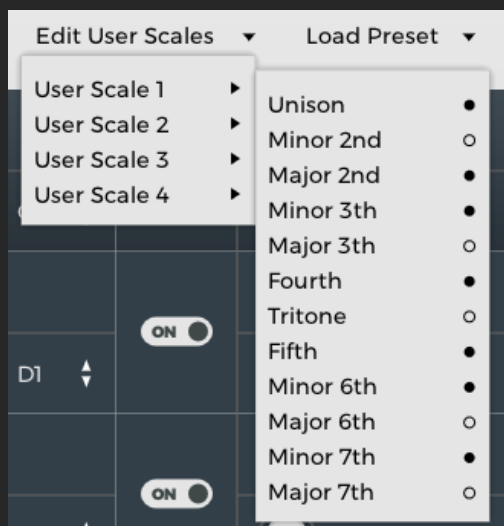 Edit User Scales
Load Preset
User Scale 1
User Scale 2
User Scale 3
User Scale 4
Unison
Minor 2nd
Major 2nd
Minor 3th
Major 3th
Fourth
Tritone
Fifth
Minor 6th
Major 6th
Minor 7th
Major 7th
ON
D1
ON